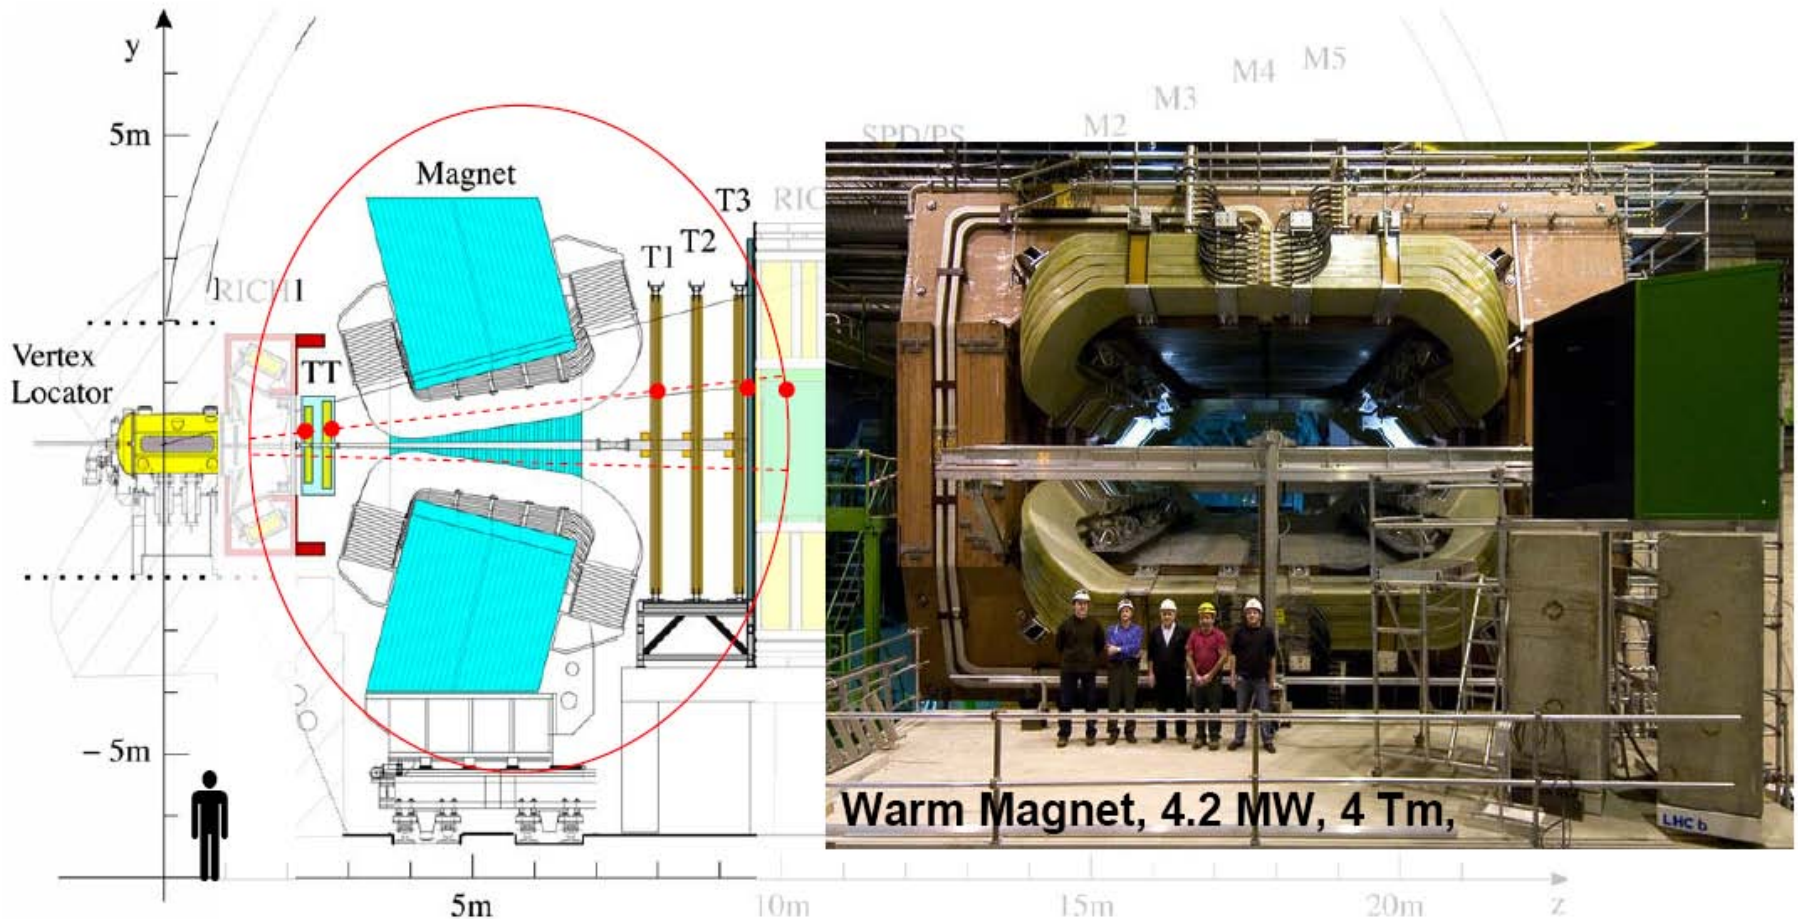 y
5m
Magnet
T1
T2
T3
RIC
SPD/PS
M2
M3
M4
M5
RICH1
TT
Vertex
Locator
– 5m
5m
10m
15m
20m
z
Warm Magnet, 4.2 MW, 4 Tm,
LHCb